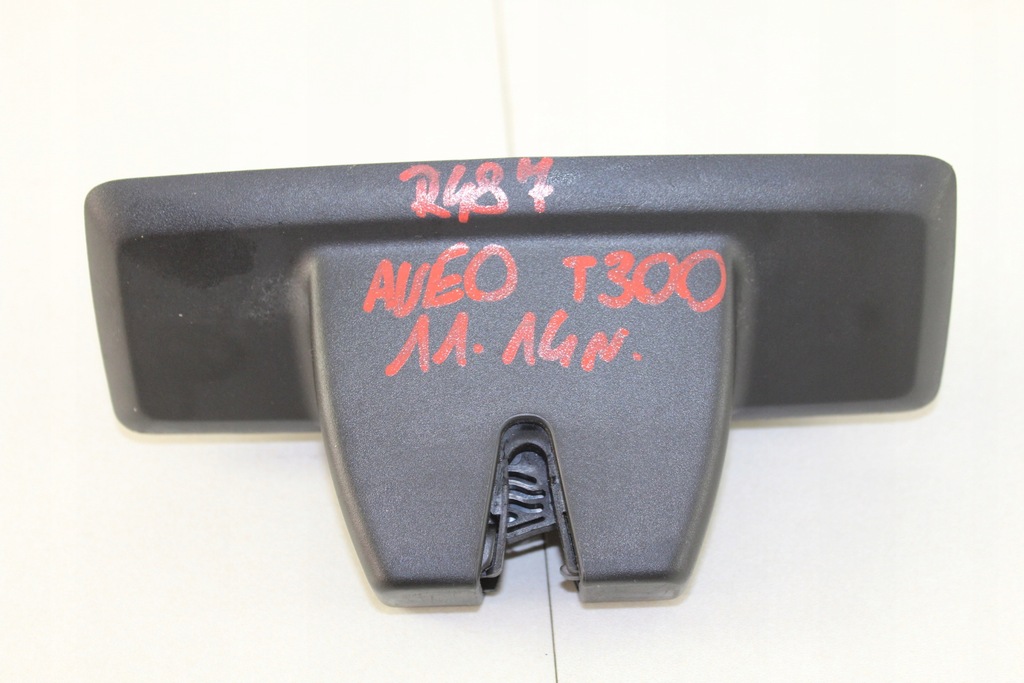 R487
AVEO T300
11. 14n.